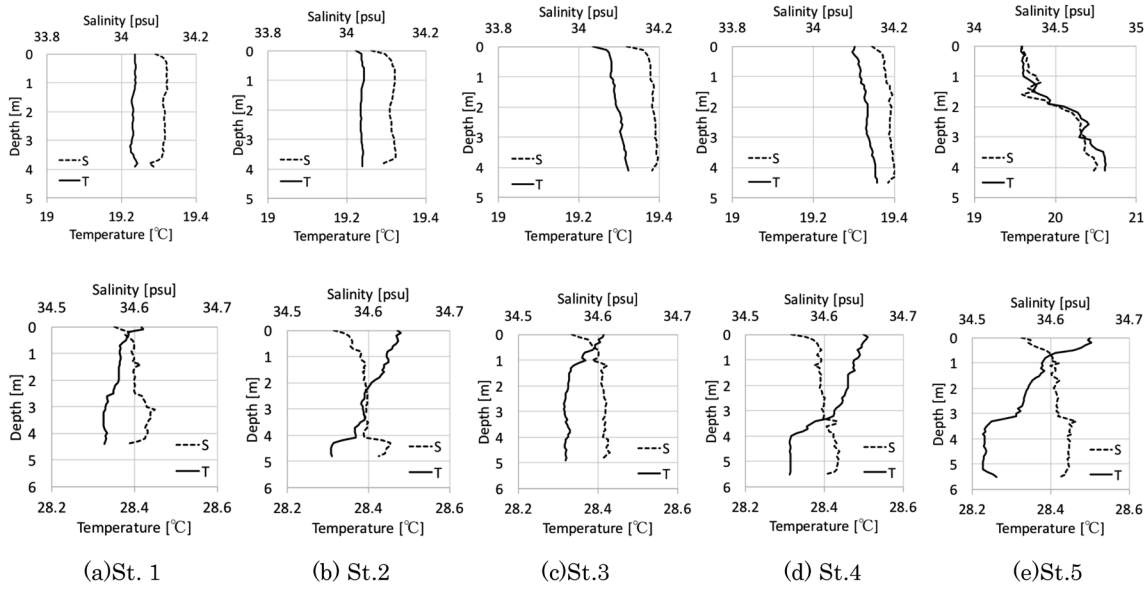 Salinity [psu]
33.8 34 34.2
0
1
2
3
4
5
Depth [m]
S
T
19 19.2 19.4
Temperature [℃]
Salinity [psu]
33.8 34 34.2
0
1
2
3
4
5
Depth [m]
S
T
19 19.2 19.4
Temperature [℃]
Salinity [psu]
33.8 34 34.2
0
1
2
3
4
5
Depth [m]
S
T
19 19.2 19.4
Temperature [℃]
Salinity [psu]
33.8 34 34.2
0
1
2
3
4
5
Depth [m]
S
T
19 19.2 19.4
Temperature [℃]
Salinity [psu]
34 34.5 35
0
1
2
3
4
5
Depth [m]
S
T
19 20 21
Temperature [℃]
Salinity [psu]
34.5 34.6 34.7
0
1
2
3
4
5
6
Depth [m]
S
T
28.2 28.4 28.6
Temperature [℃]
Salinity [psu]
34.5 34.6 34.7
0
1
2
3
4
5
6
Depth [m]
S
T
28.2 28.4 28.6
Temperature [℃]
Salinity [psu]
34.5 34.6 34.7
0
1
2
3
4
5
6
Depth [m]
S
T
28.2 28.4 28.6
Temperature [℃]
Salinity [psu]
34.5 34.6 34.7
0
1
2
3
4
5
6
Depth [m]
S
T
28.2 28.4 28.6
Temperature [℃]
Salinity [psu]
34.5 34.6 34.7
0
1
2
3
4
5
6
Depth [m]
S
T
28.2 28.4 28.6
Temperature [℃]
(a)St. 1
(b) St.2
(c)St.3
(d) St.4
(e)St.5